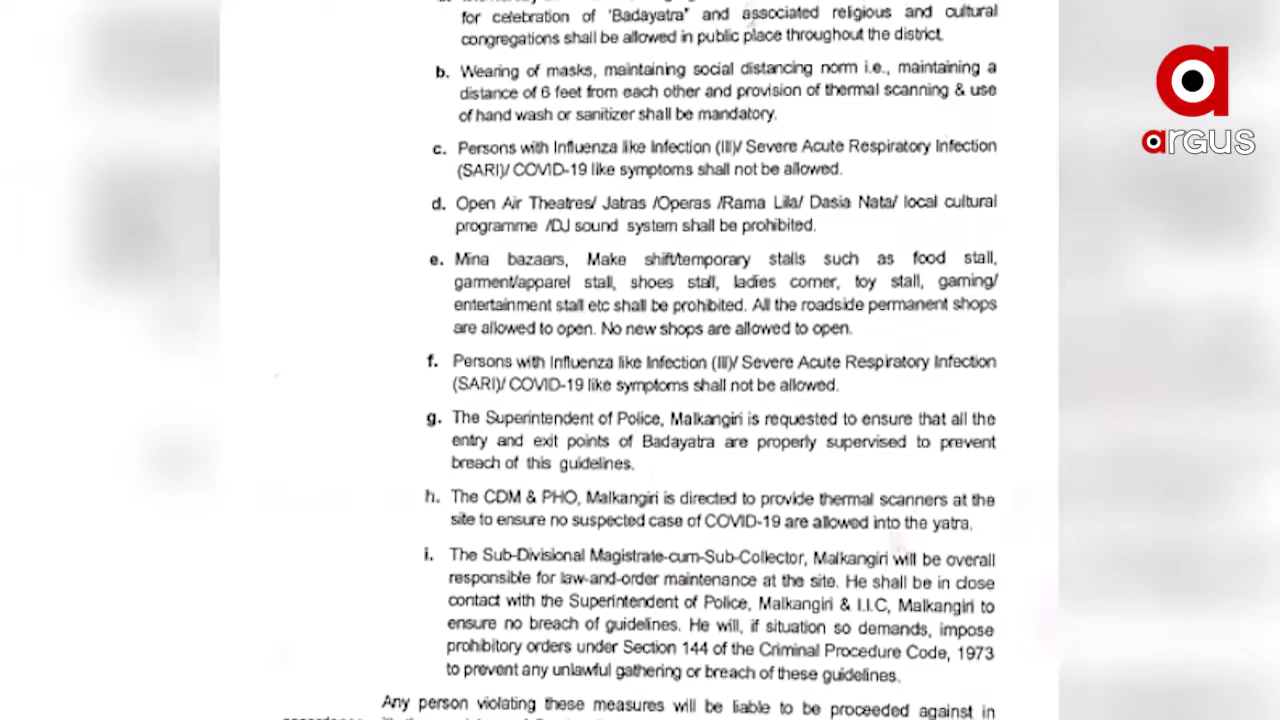 for celebration of 'Badayatra" and associated religious and cultural
congregations shall be allowed in public place throughout the district.
b. Wearing of masks, maintaining social distancing norm i.e., maintaining a
distance of 6 feet from each other and provision of thermal scanning & use
of hand wash or sanitizer shall be mandatory.
c. Persons with Influenza like Infection (Ili)/ Severe Acute Respiratory Infection
(SARI)/ COVID-19 like symptoms shall not be allowed.
d. Open Air Theatres/ Jatras /Operas /Rama Lila/ Dasia Nata/ local cultural
programme /DJ sound system shall be prohibited.
e. Mina bazaars, Make shift/temporary stalls such as food stall,
garment/apparel stall, shoes stall, ladies corner, toy stall, gaming/
entertainment stall etc shall be prohibited. All the roadside permanent shops
are allowed to open. No new shops are allowed to open.
f. Persons with Influenza like Infection (Ili)/ Severe Acute Respiratory Infection
(SARI)/ COVID-19 like symptoms shall not be allowed.
g. The Superintendent of Police, Malkangiri is requested to ensure that all the
entry and exit points of Badayatra are properly supervised to prevent
breach of this guidelines.
h. The CDM & PHO, Malkangiri is directed to provide thermal scanners at the
site to ensure no suspected case of COVID-19 are allowed into the yatra.
i. The Sub-Divisional Magistrate-cum-Sub-Collector, Malkangiri will be overall
responsible for law-and-order maintenance at the site. He shall be in close
contact with the Superintendent of Police, Malkangiri & I.I.C, Malkangiri to
ensure no breach of guidelines. He will, if situation so demands, impose
prohibitory orders under Section 144 of the Criminal Procedure Code, 1973
to prevent any unlawful gathering or breach of these guidelines.
Any person violating these measures will be liable to be proceeded against in
argus